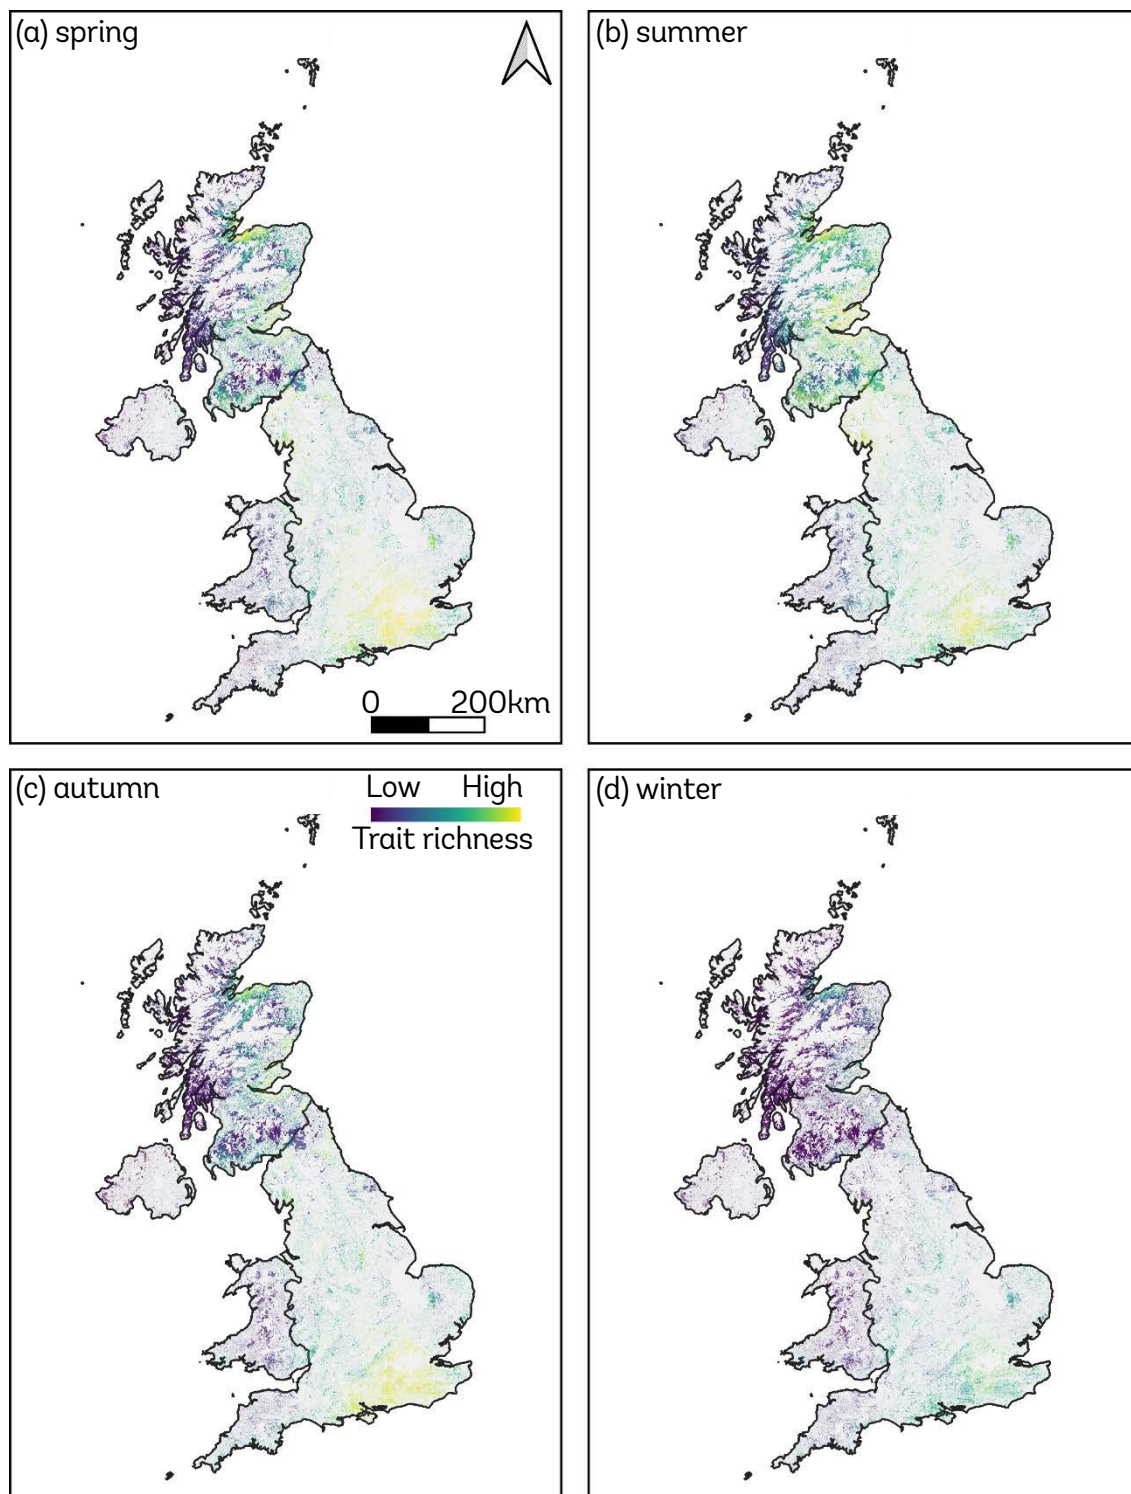 (a) spring
(b) summer
0 200km
(c) autumn
Low High
Trait richness
(d) winter